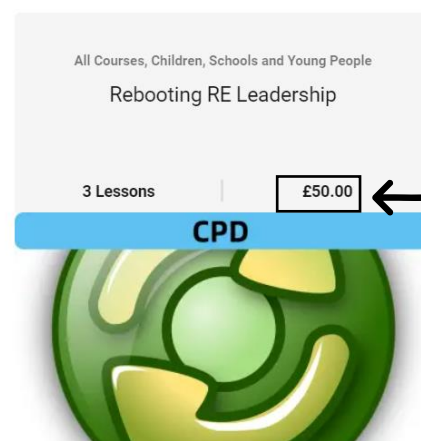 All Courses, Children, Schools and Young People
Rebooting RE Leadership
3 Lessons £50.00
CPD